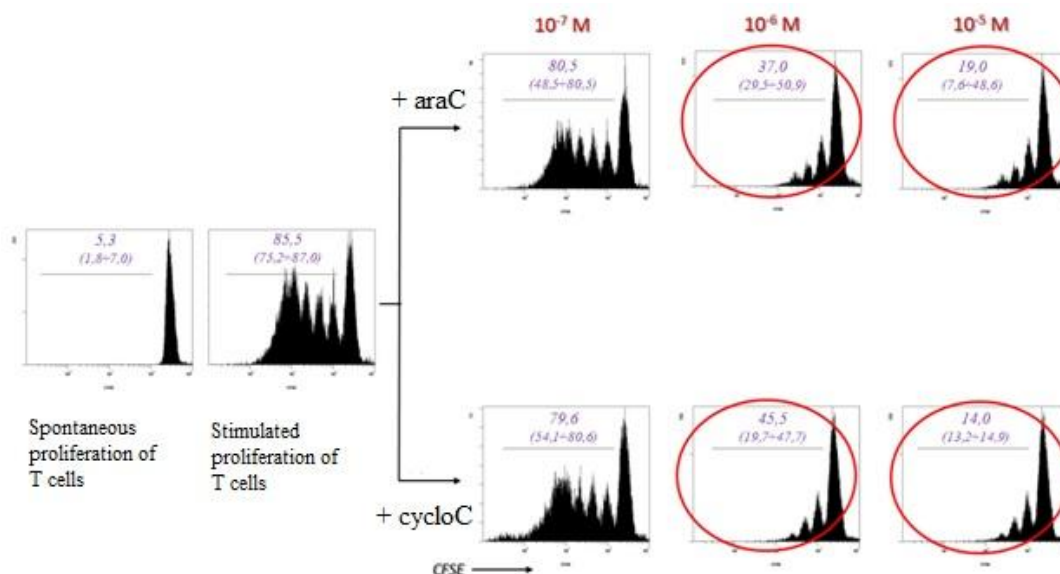 10⁻⁷ M
10⁻⁶ M
10⁻⁵ M
+ araC
80,5
(48,5÷80,5)
37,0
(29,5÷50,9)
19,0
(7,6÷48,6)
5,3
(1,8÷7,0)
85,5
(75,2÷87,0)
Spontaneous
proliferation of
T cells
Stimulated
proliferation of
T cells
+ cycloC
79,6
(54,1÷80,6)
45,5
(19,7÷47,7)
14,0
(13,2÷14,9)
CFSE